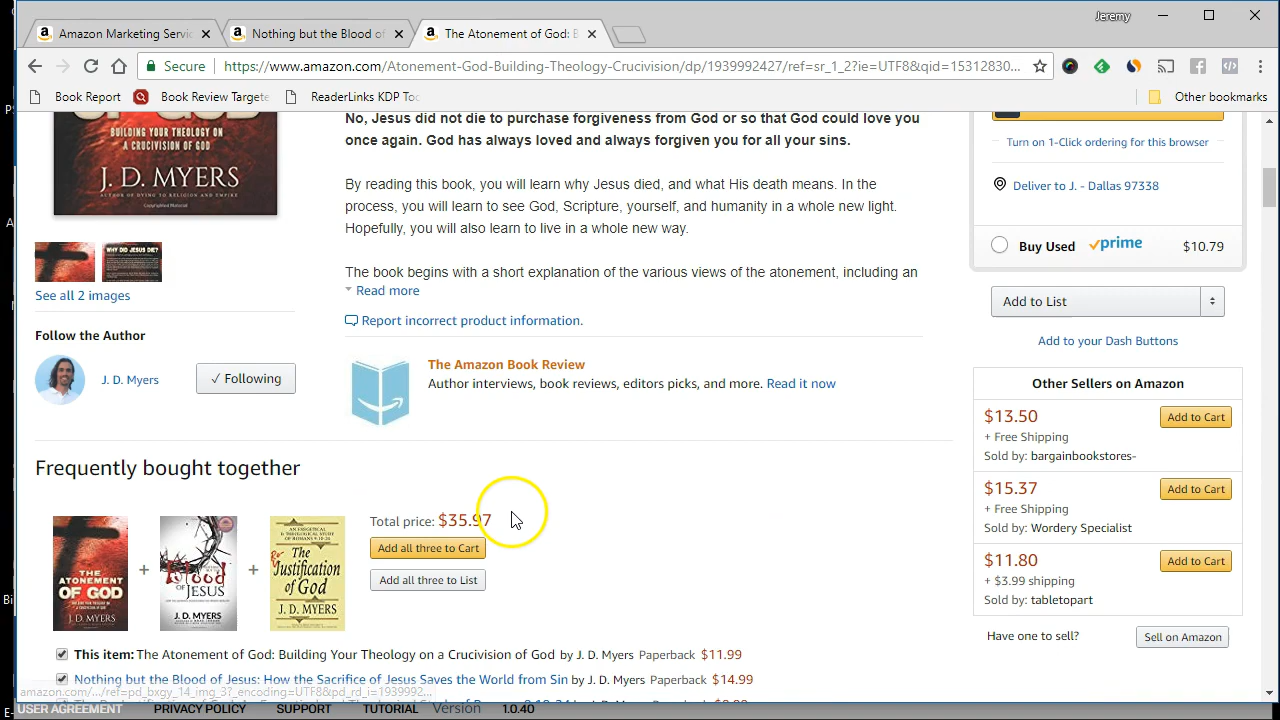 Jeremy
Amazon Marketing Servic
Nothing but the Blood of
The Atonement of God: B
Secure
https://www.amazon.com/Atonement-God-Building-Theology-Crucivision/dp/1939992427/ref=sr_1_2?ie=UTF8&qid=15312830...
Book Report
Book Review Targete
ReaderLinks KDP Toc
Other bookmarks
OF GOD
BUILDING YOUR THEOLOGY ON
A CRUCIVISION OF GOD
J. D. MYERS
AUTHOR OF DYING TO RELIGION AND EMPIRE
Copyrighted Material
WHY DID JESUS DIE?
See all 2 images
Follow the Author
J. D. Myers
✓ Following
No, Jesus did not die to purchase forgiveness from God or so that God could love you
once again. God has always loved and always forgiven you for all your sins.
By reading this book, you will learn why Jesus died, and what His death means. In the
process, you will learn to see God, Scripture, yourself, and humanity in a whole new light.
Hopefully, you will also learn to live in a whole new way.
The book begins with a short explanation of the various views of the atonement, including an
Read more
Report incorrect product information.
The Amazon Book Review
Author interviews, book reviews, editors picks, and more. Read it now
Turn on 1-Click ordering for this browser
Deliver to J. - Dallas 97338
Buy Used prime $10.79
Add to List
Add to your Dash Buttons
Other Sellers on Amazon
$13.50 Add to Cart
+ Free Shipping
Sold by: bargainbookstores-
$15.37 Add to Cart
+ Free Shipping
Sold by: Wordery Specialist
$11.80 Add to Cart
+ $3.99 shipping
Sold by: tabletopart
Have one to sell? Sell on Amazon
Frequently bought together
THE
ATONEMENT
OF GOD
J. D. MYERS
+
Blood
OF JESUS
J. D. MYERS
+
AN EXEGETICAL
& THEOLOGICAL STUDY
OF ROMANS 9:10-24
The
Justification
of God
J. D. MYERS
Total price: $35.97
Add all three to Cart
Add all three to List
This item: The Atonement of God: Building Your Theology on a Crucivision of God by J. D. Myers Paperback $11.99
Nothing but the Blood of Jesus: How the Sacrifice of Jesus Saves the World from Sin by J. D. Myers Paperback $14.99
amazon.com/.../ref=pd_bxgy_14_img_3?_encoding=UTF8&pd_rd_i=1939992...
USER AGREEMENT PRIVACY POLICY SUPPORT TUTORIAL Version 1.0.40